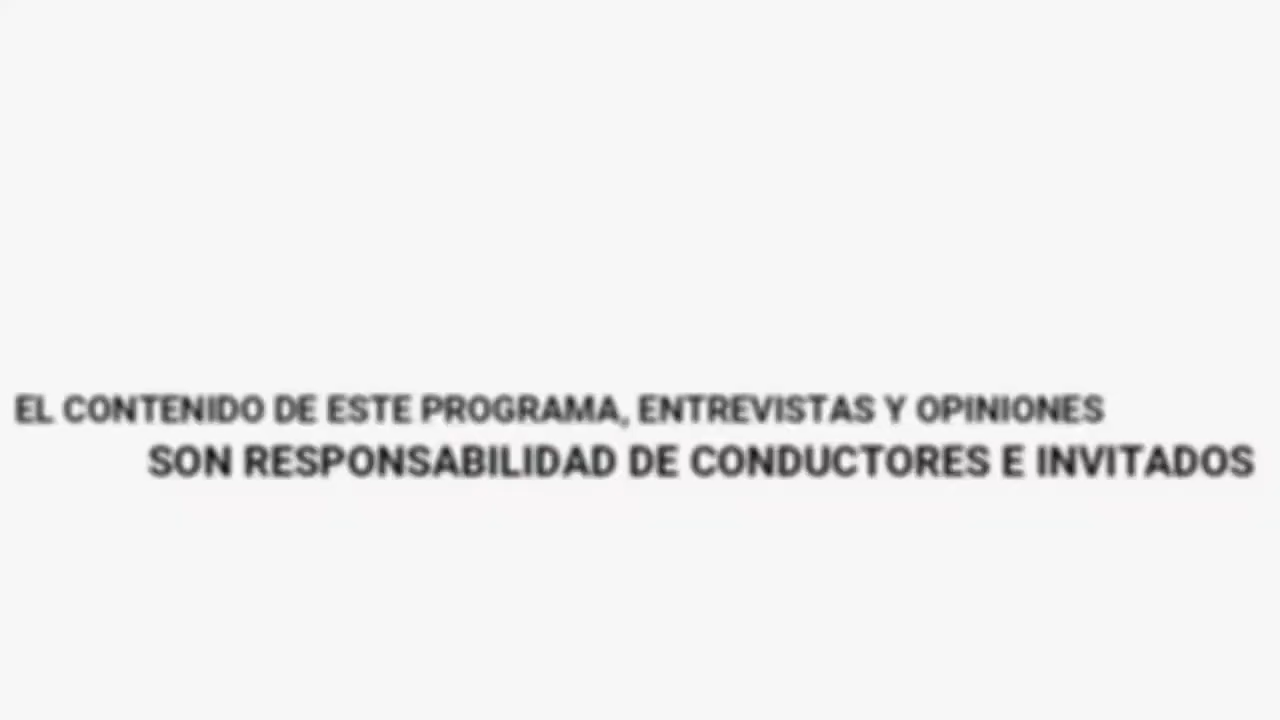 EL CONTENIDO DE ESTE PROGRAMA, ENTREVISTAS Y OPINIONES
SON RESPONSABILIDAD DE CONDUCTORES E INVITADOS